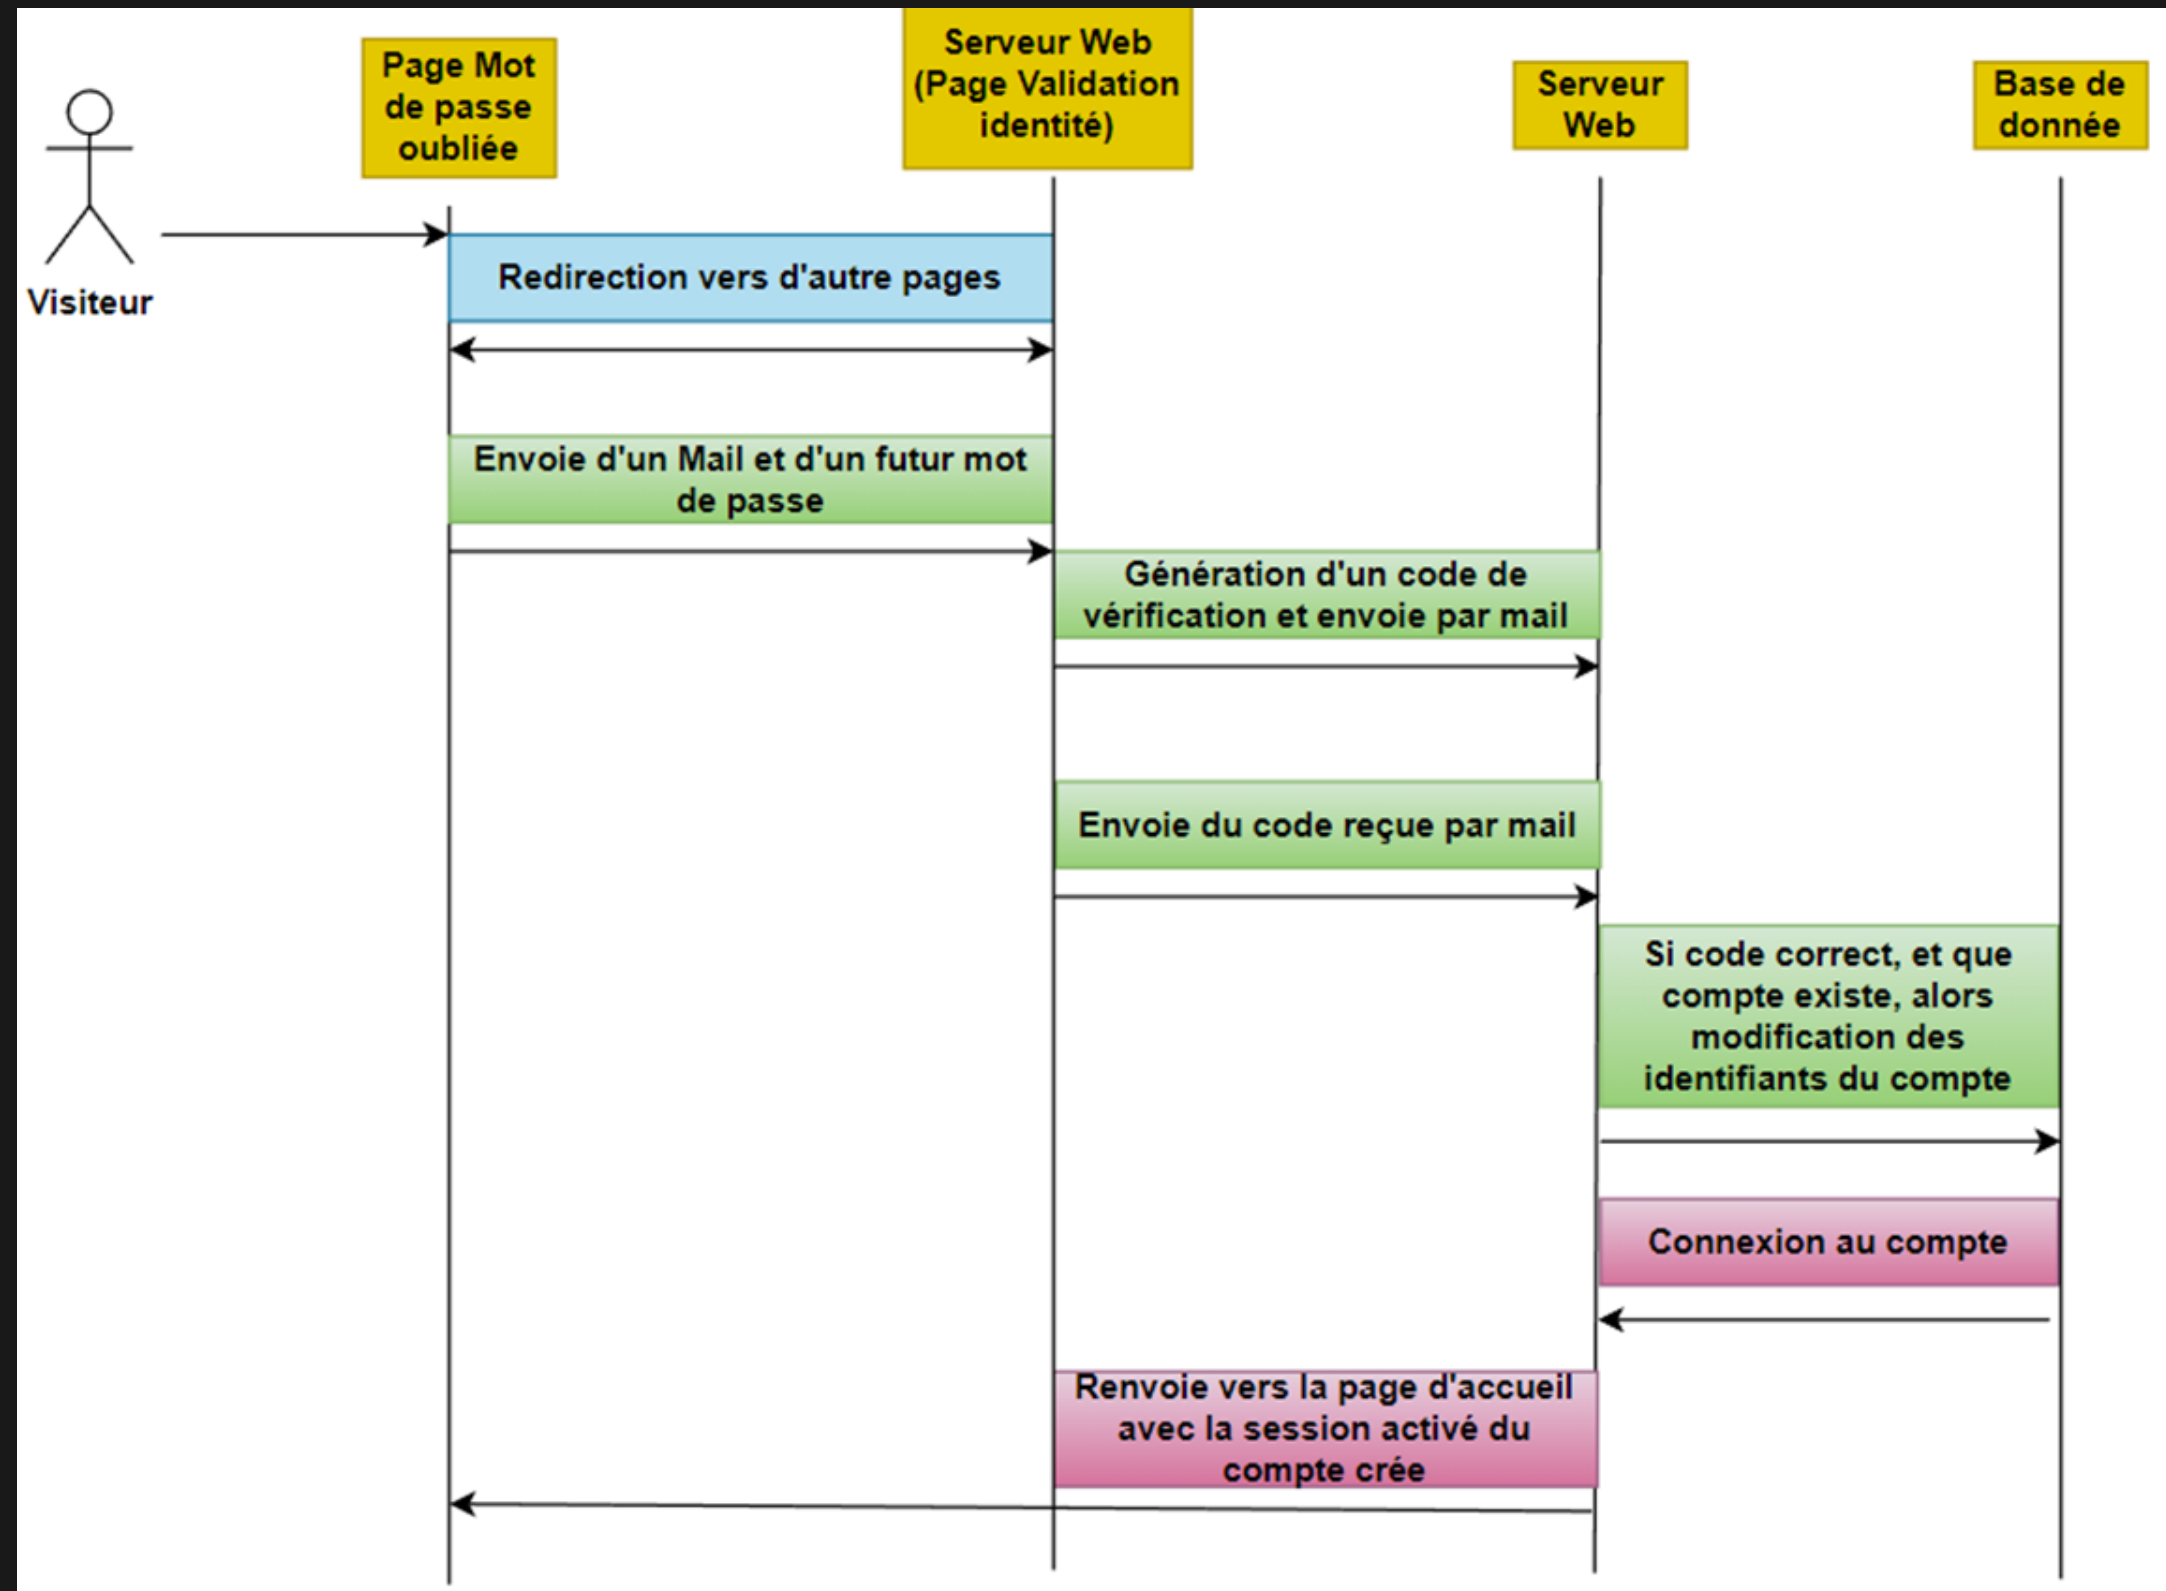 Page Mot
de passe
oubliée
Serveur Web
(Page Validation
identité)
Serveur
Web
Base de
donnée
Visiteur
Redirection vers d'autre pages
Envoie d'un Mail et d'un futur mot
de passe
Génération d'un code de
vérification et envoie par mail
Envoie du code reçue par mail
Si code correct, et que
compte existe, alors
modification des
identifiants du compte
Connexion au compte
Renvoie vers la page d'accueil
avec la session activé du
compte crée